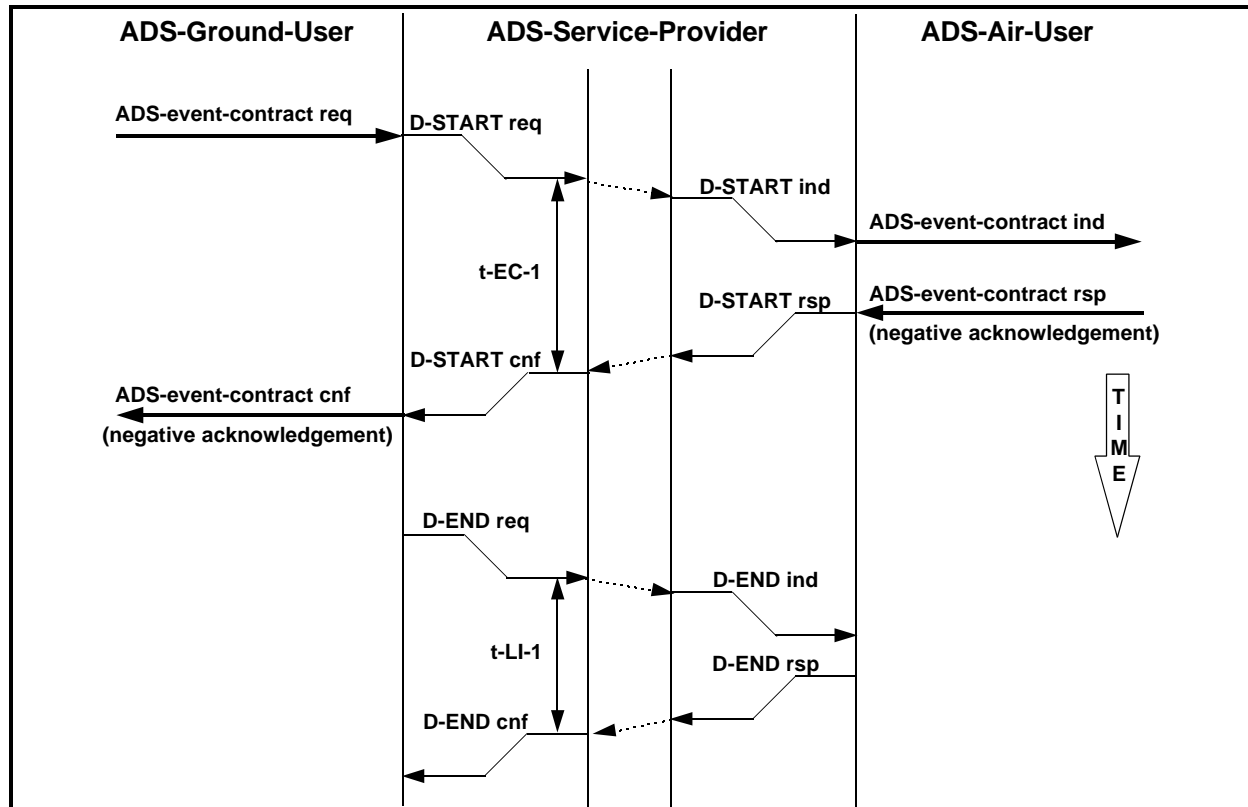 ADS-Ground-User
ADS-Service-Provider
ADS-Air-User
ADS-event-contract req
D-START req
D-START ind
ADS-event-contract ind
t-EC-1
D-START rsp
ADS-event-contract rsp
(negative acknowledgement)
D-START cnf
ADS-event-contract cnf
(negative acknowledgement)
TIME
D-END req
D-END ind
t-LI-1
D-END rsp
D-END cnf